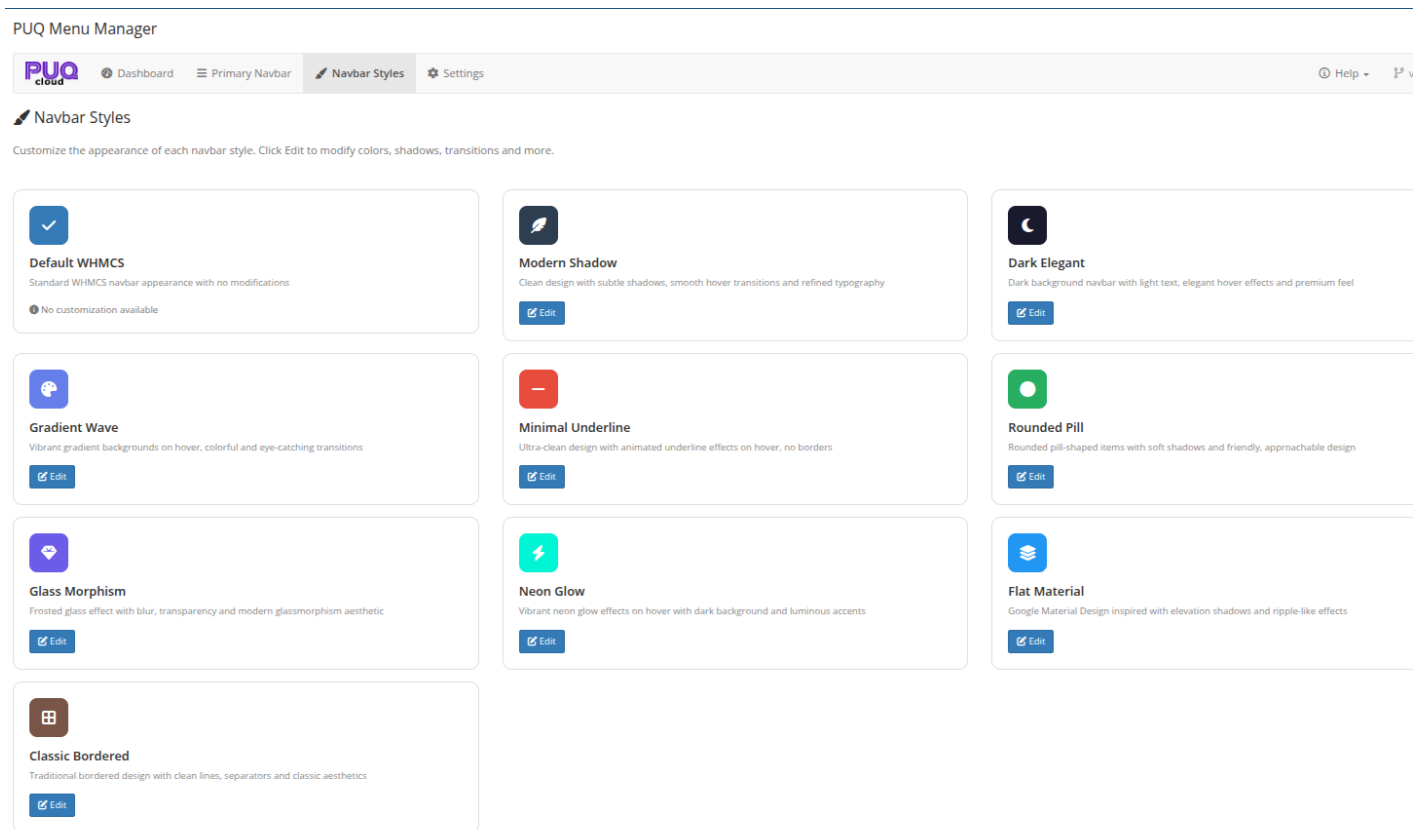 PUQ Menu Manager
PUQ cloud Dashboard Primary Navbar Navbar Styles Settings Help v
Navbar Styles
Customize the appearance of each navbar style. Click Edit to modify colors, shadows, transitions and more.
Default WHMCS
Standard WHMCS navbar appearance with no modifications
No customization available
Modern Shadow
Clean design with subtle shadows, smooth hover transitions and refined typography
Edit
Dark Elegant
Dark background navbar with light text, elegant hover effects and premium feel
Edit
Gradient Wave
Vibrant gradient backgrounds on hover, colorful and eye-catching transitions
Edit
Minimal Underline
Ultra-clean design with animated underline effects on hover, no borders
Edit
Rounded Pill
Rounded pill-shaped items with soft shadows and friendly, approachable design
Edit
Glass Morphism
Frosted glass effect with blur, transparency and modern glassmorphism aesthetic
Edit
Neon Glow
Vibrant neon glow effects on hover with dark background and luminous accents
Edit
Flat Material
Google Material Design inspired with elevation shadows and ripple-like effects
Edit
Classic Bordered
Traditional bordered design with clean lines, separators and classic aesthetics
Edit